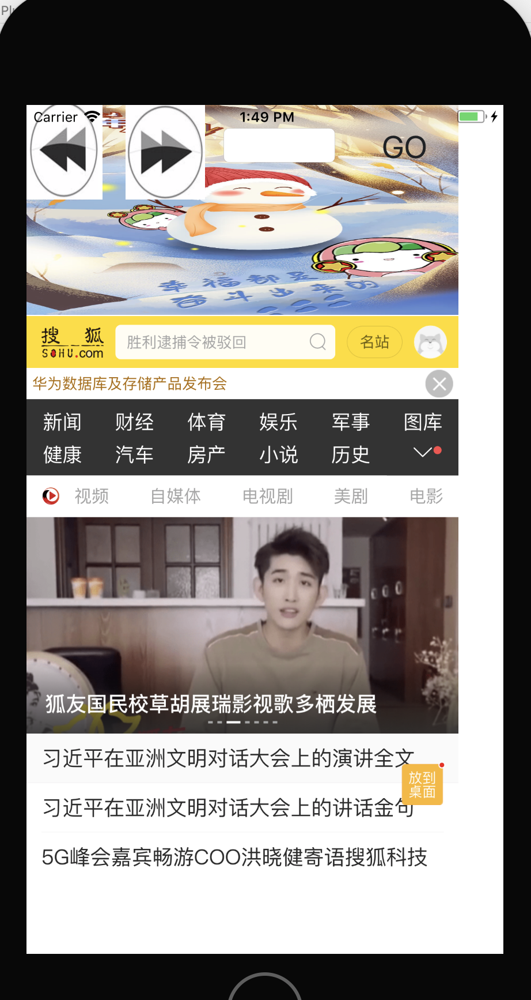 Carrier
1:49 PM
GO
幸福都是
奋斗出来的
搜狐
SOHU.com
胜利逮捕令被驳回
名站
华为数据库及存储产品发布会
新闻 财经 体育 娱乐 军事 图库
健康 汽车 房产 小说 历史
视频 自媒体 电视剧 美剧 电影
狐友国民校草胡展瑞影视歌多栖发展
习近平在亚洲文明对话大会上的演讲全文
放到
桌面
习近平在亚洲文明对话大会上的讲话金句
5G峰会嘉宾畅游COO洪晓健寄语搜狐科技